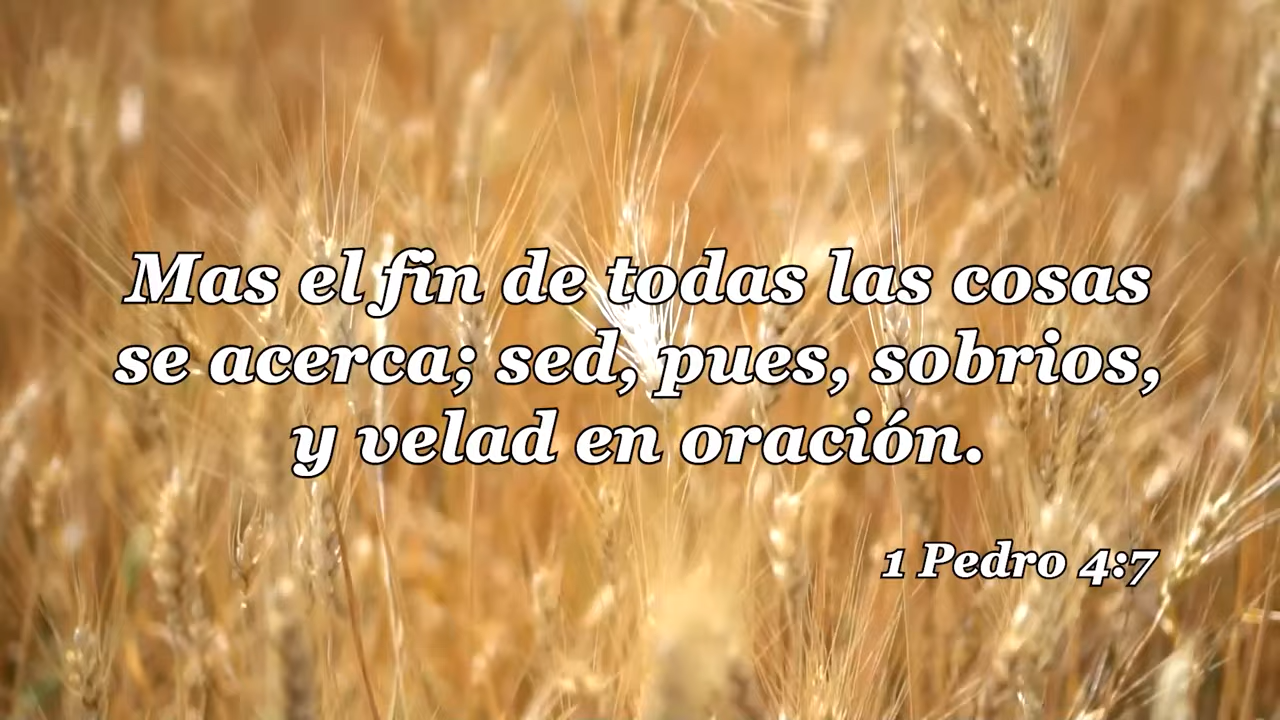 Mas el fin de todas las cosas
se acerca; sed, pues, sobrios,
y velad en oración.
1 Pedro 4:7